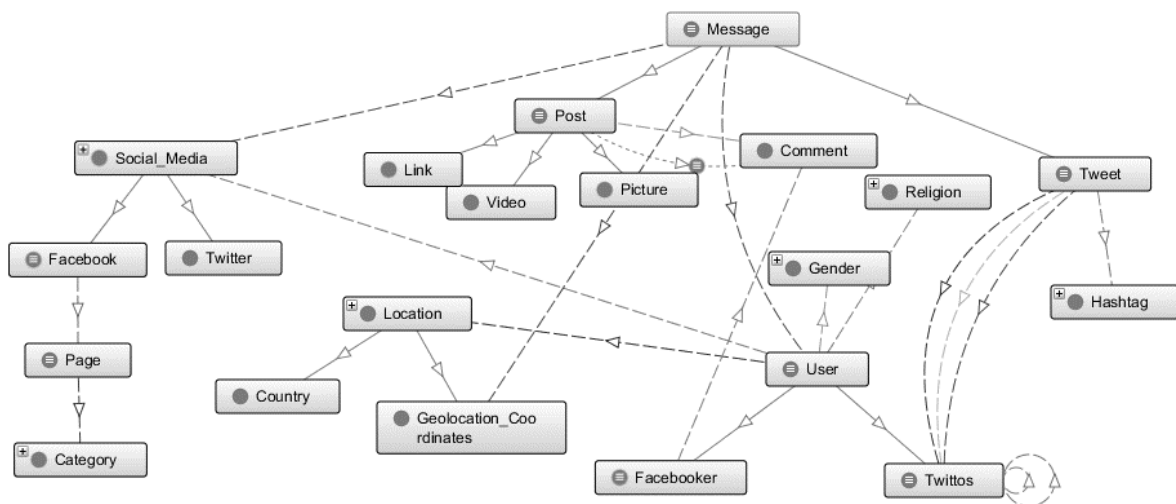 Message
Post
Social_Media
Comment
Link
Picture
Tweet
Video
Religion
Facebook
Twitter
Gender
Hashtag
Location
Page
User
Country
Geolocation_Coo
rdinates
Category
Facebooker
Twittos